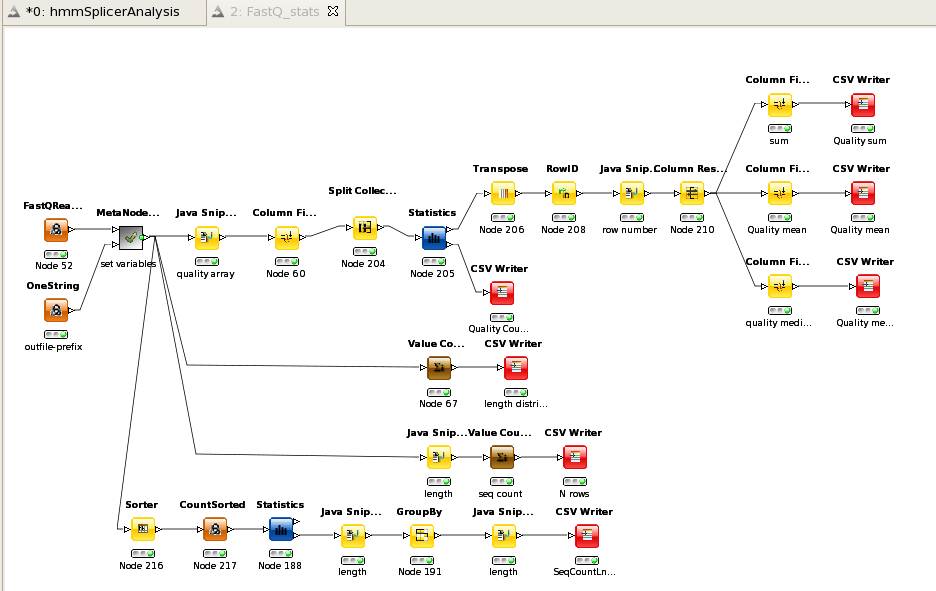 *0: hmmSplicerAnalysis
2: FastQ_stats
Column Fi...
CSV Writer
sum
Quality sum
Transpose
RowID
Java Snip...
Column Res...
Column Fi...
CSV Writer
Node 206
Node 208
row number
Node 210
Quality mean
Quality mean
Split Collec...
FastQRea...
MetaNode...
Java Snip...
Column Fi...
Statistics
Node 52
set variables
quality array
Node 60
Node 204
Node 205
CSV Writer
Quality Cou...
Column Fi...
CSV Writer
quality medi...
Quality me...
OneString
outfile-prefix
Value Co...
CSV Writer
Node 67
length distri...
Java Snip...
Value Cou...
CSV Writer
length
seq count
N rows
Sorter
CountSorted
Statistics
Java Snip...
GroupBy
Java Snip...
CSV Writer
Node 216
Node 217
Node 188
length
Node 191
length
SeqCountLn...